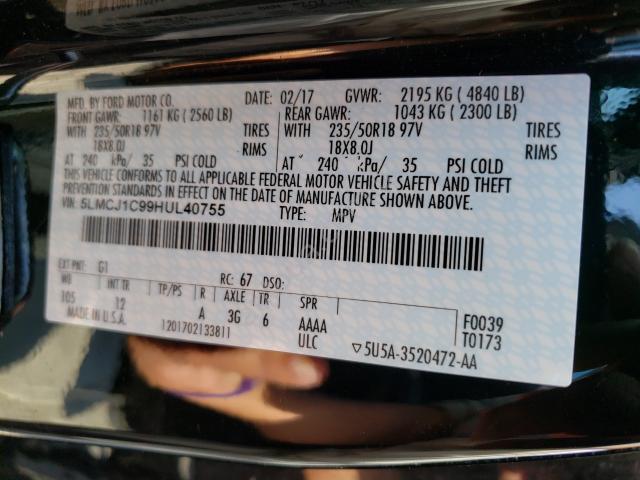 MFD. BY FORD MOTOR CO. DATE: 02/17 GVWR: 2195 KG ( 4840 LB)
FRONT GAWR: 1161 KG ( 2560 LB) REAR GAWR: 1043 KG ( 2300 LB)
WITH 235/50R18 97V TIRES WITH 235/50R18 97V TIRES
18X8.0J RIMS 18X8.0J RIMS
AT 240 kPa/ 35 PSI COLD AT 240 kPa/ 35 PSI COLD
THIS VEHICLE CONFORMS TO ALL APPLICABLE FEDERAL MOTOR VEHICLE SAFETY AND THEFT
PREVENTION STANDARDS IN EFFECT ON THE DATE OF MANUFACTURE SHOWN ABOVE.
VIN: 5LMCJ1C99HUL40755
TYPE: MPV
EXT PNT: G1 RC: 67 DSO:
WB INT TR TP/PS R AXLE TR SPR
105 12 A 3G 6 AAAA F0039
MADE IN U.S.A. 1201702133811 ULC T0173
5U5A-3520472-AA